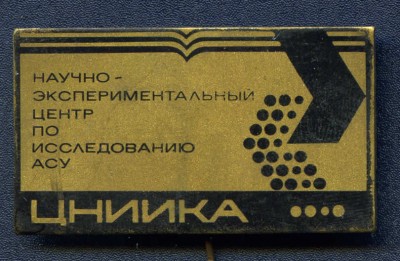 НАУЧНО-
ЭКСПЕРИМЕНТАЛЬНЫЙ
ЦЕНТР
ПО
ИССЛЕДОВАНИЮ
АСУ
ЦНИИКА